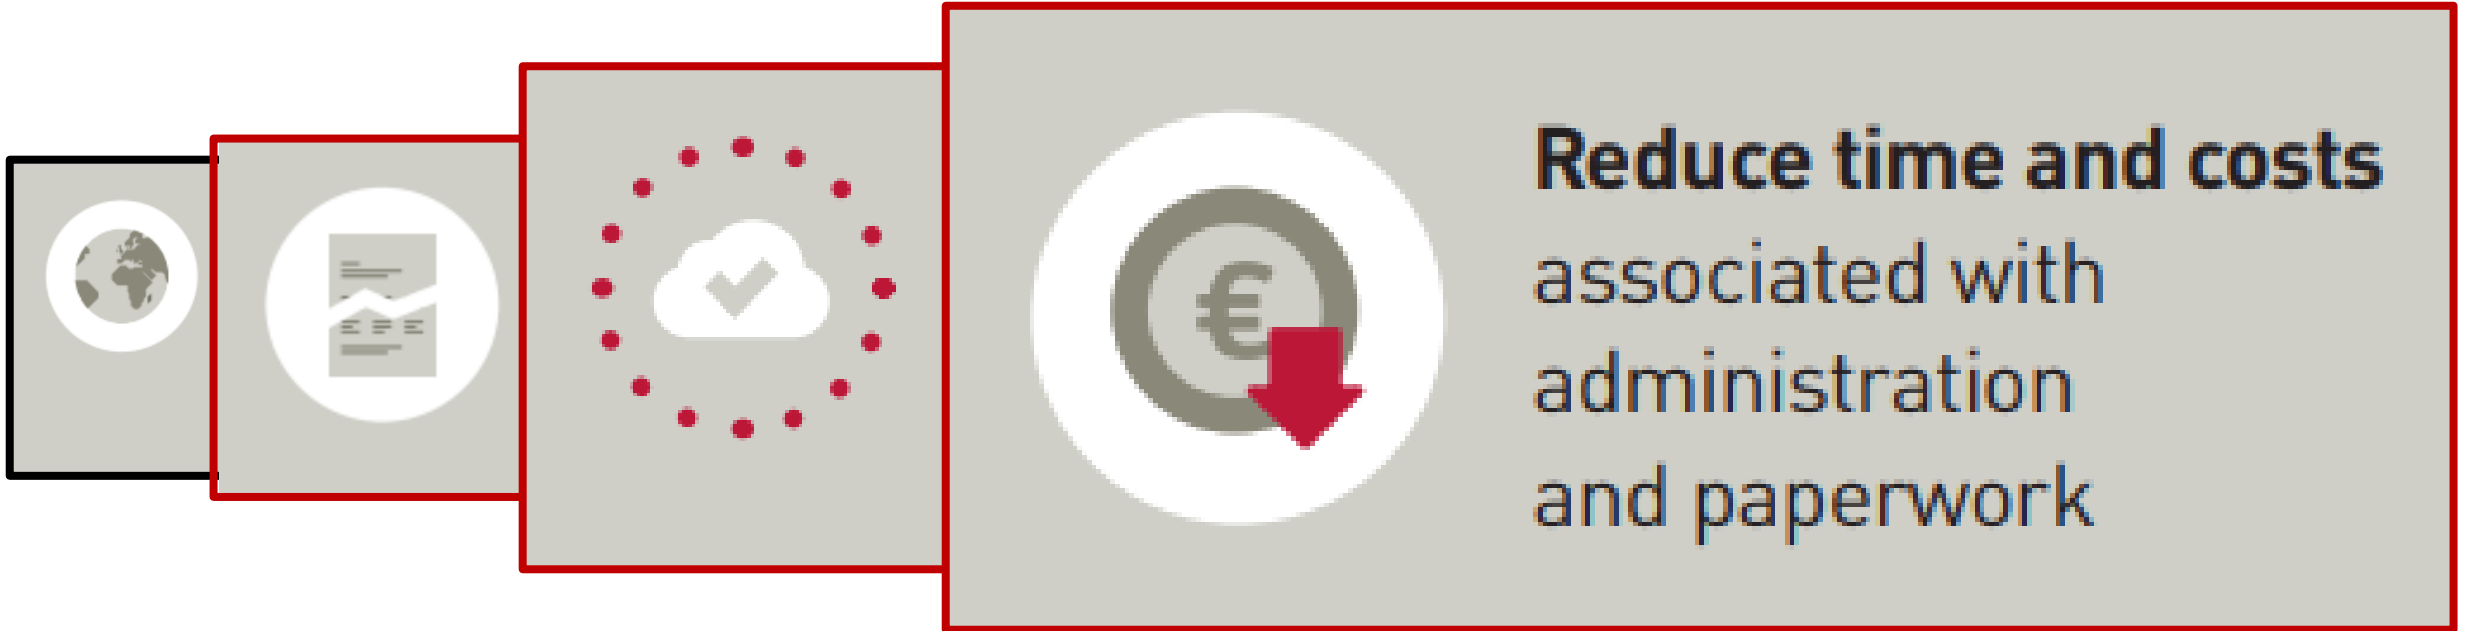 €
Reduce time and costs
associated with
administration
and paperwork